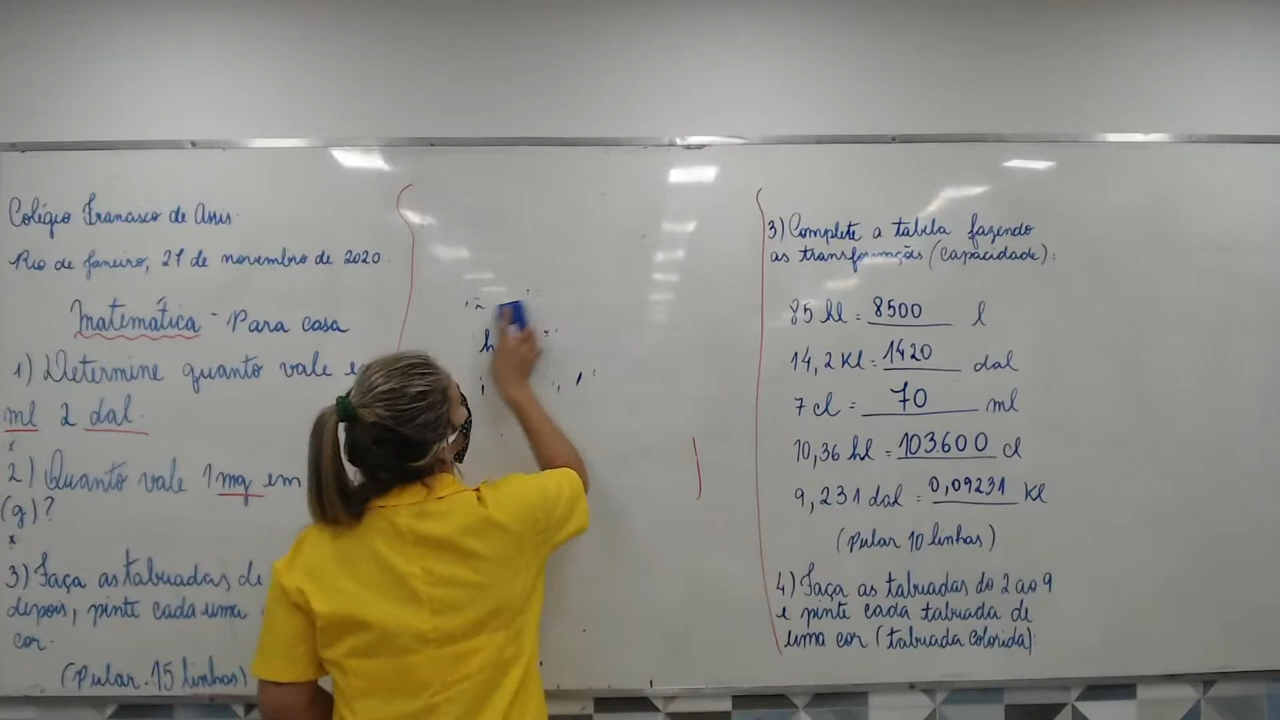 Colégio Francisco de Assis.
Rio de Janeiro, 27 de novembro de 2020.
Matemática - Para casa
1) Determine quanto vale
ml 2 dal.
x
2) Quanto vale 1mg em
(g)?
x
3) Faça as tabuadas de
depois, pinte cada uma
cor.
(Pular 15 linhas)
h
3) Complete a tabela fazendo
as transformações (capacidade):
85 hl = 8500 l
14,2 Kl = 1420 dal
7 cl = 70 ml
10,36 hl = 103.600 cl
9,231 dal = 0,09231 Kl
(Pular 10 linhas)
4) Faça as tabuadas do 2 ao 9
e pinte cada tabuada de
uma cor (tabuada colorida).